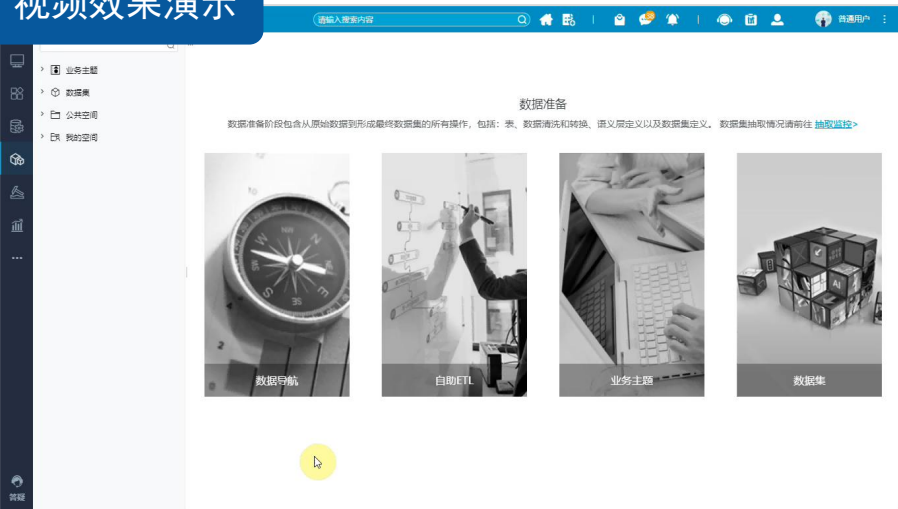 视频效果演示
请输入搜索内容
普通用户
业务主题
数据集
公共空间
我的空间
数据准备
数据准备阶段包含从原始数据到形成最终数据集的所有操作，包括：表、数据清洗和转换、语义层定义以及数据集定义。 数据集抽取情况请前往 抽取监控>
数据导航
自助ETL
业务主题
数据集
答疑